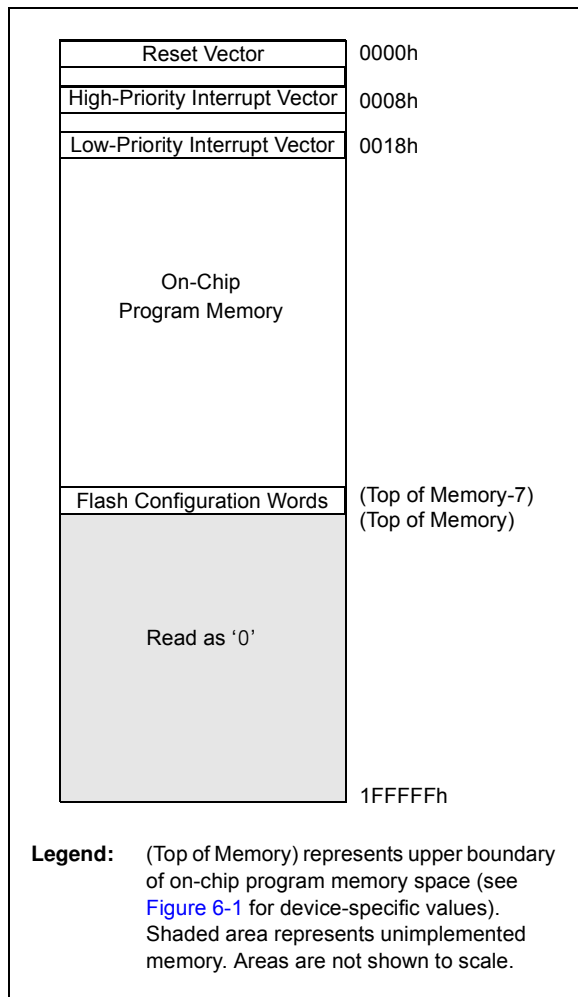 Reset Vector 0000h
High-Priority Interrupt Vector 0008h
Low-Priority Interrupt Vector 0018h
On-Chip
Program Memory
Flash Configuration Words (Top of Memory-7)
(Top of Memory)
Read as ‘0’
1FFFFFh
Legend: (Top of Memory) represents upper boundary
of on-chip program memory space (see
Figure 6-1 for device-specific values).
Shaded area represents unimplemented
memory. Areas are not shown to scale.